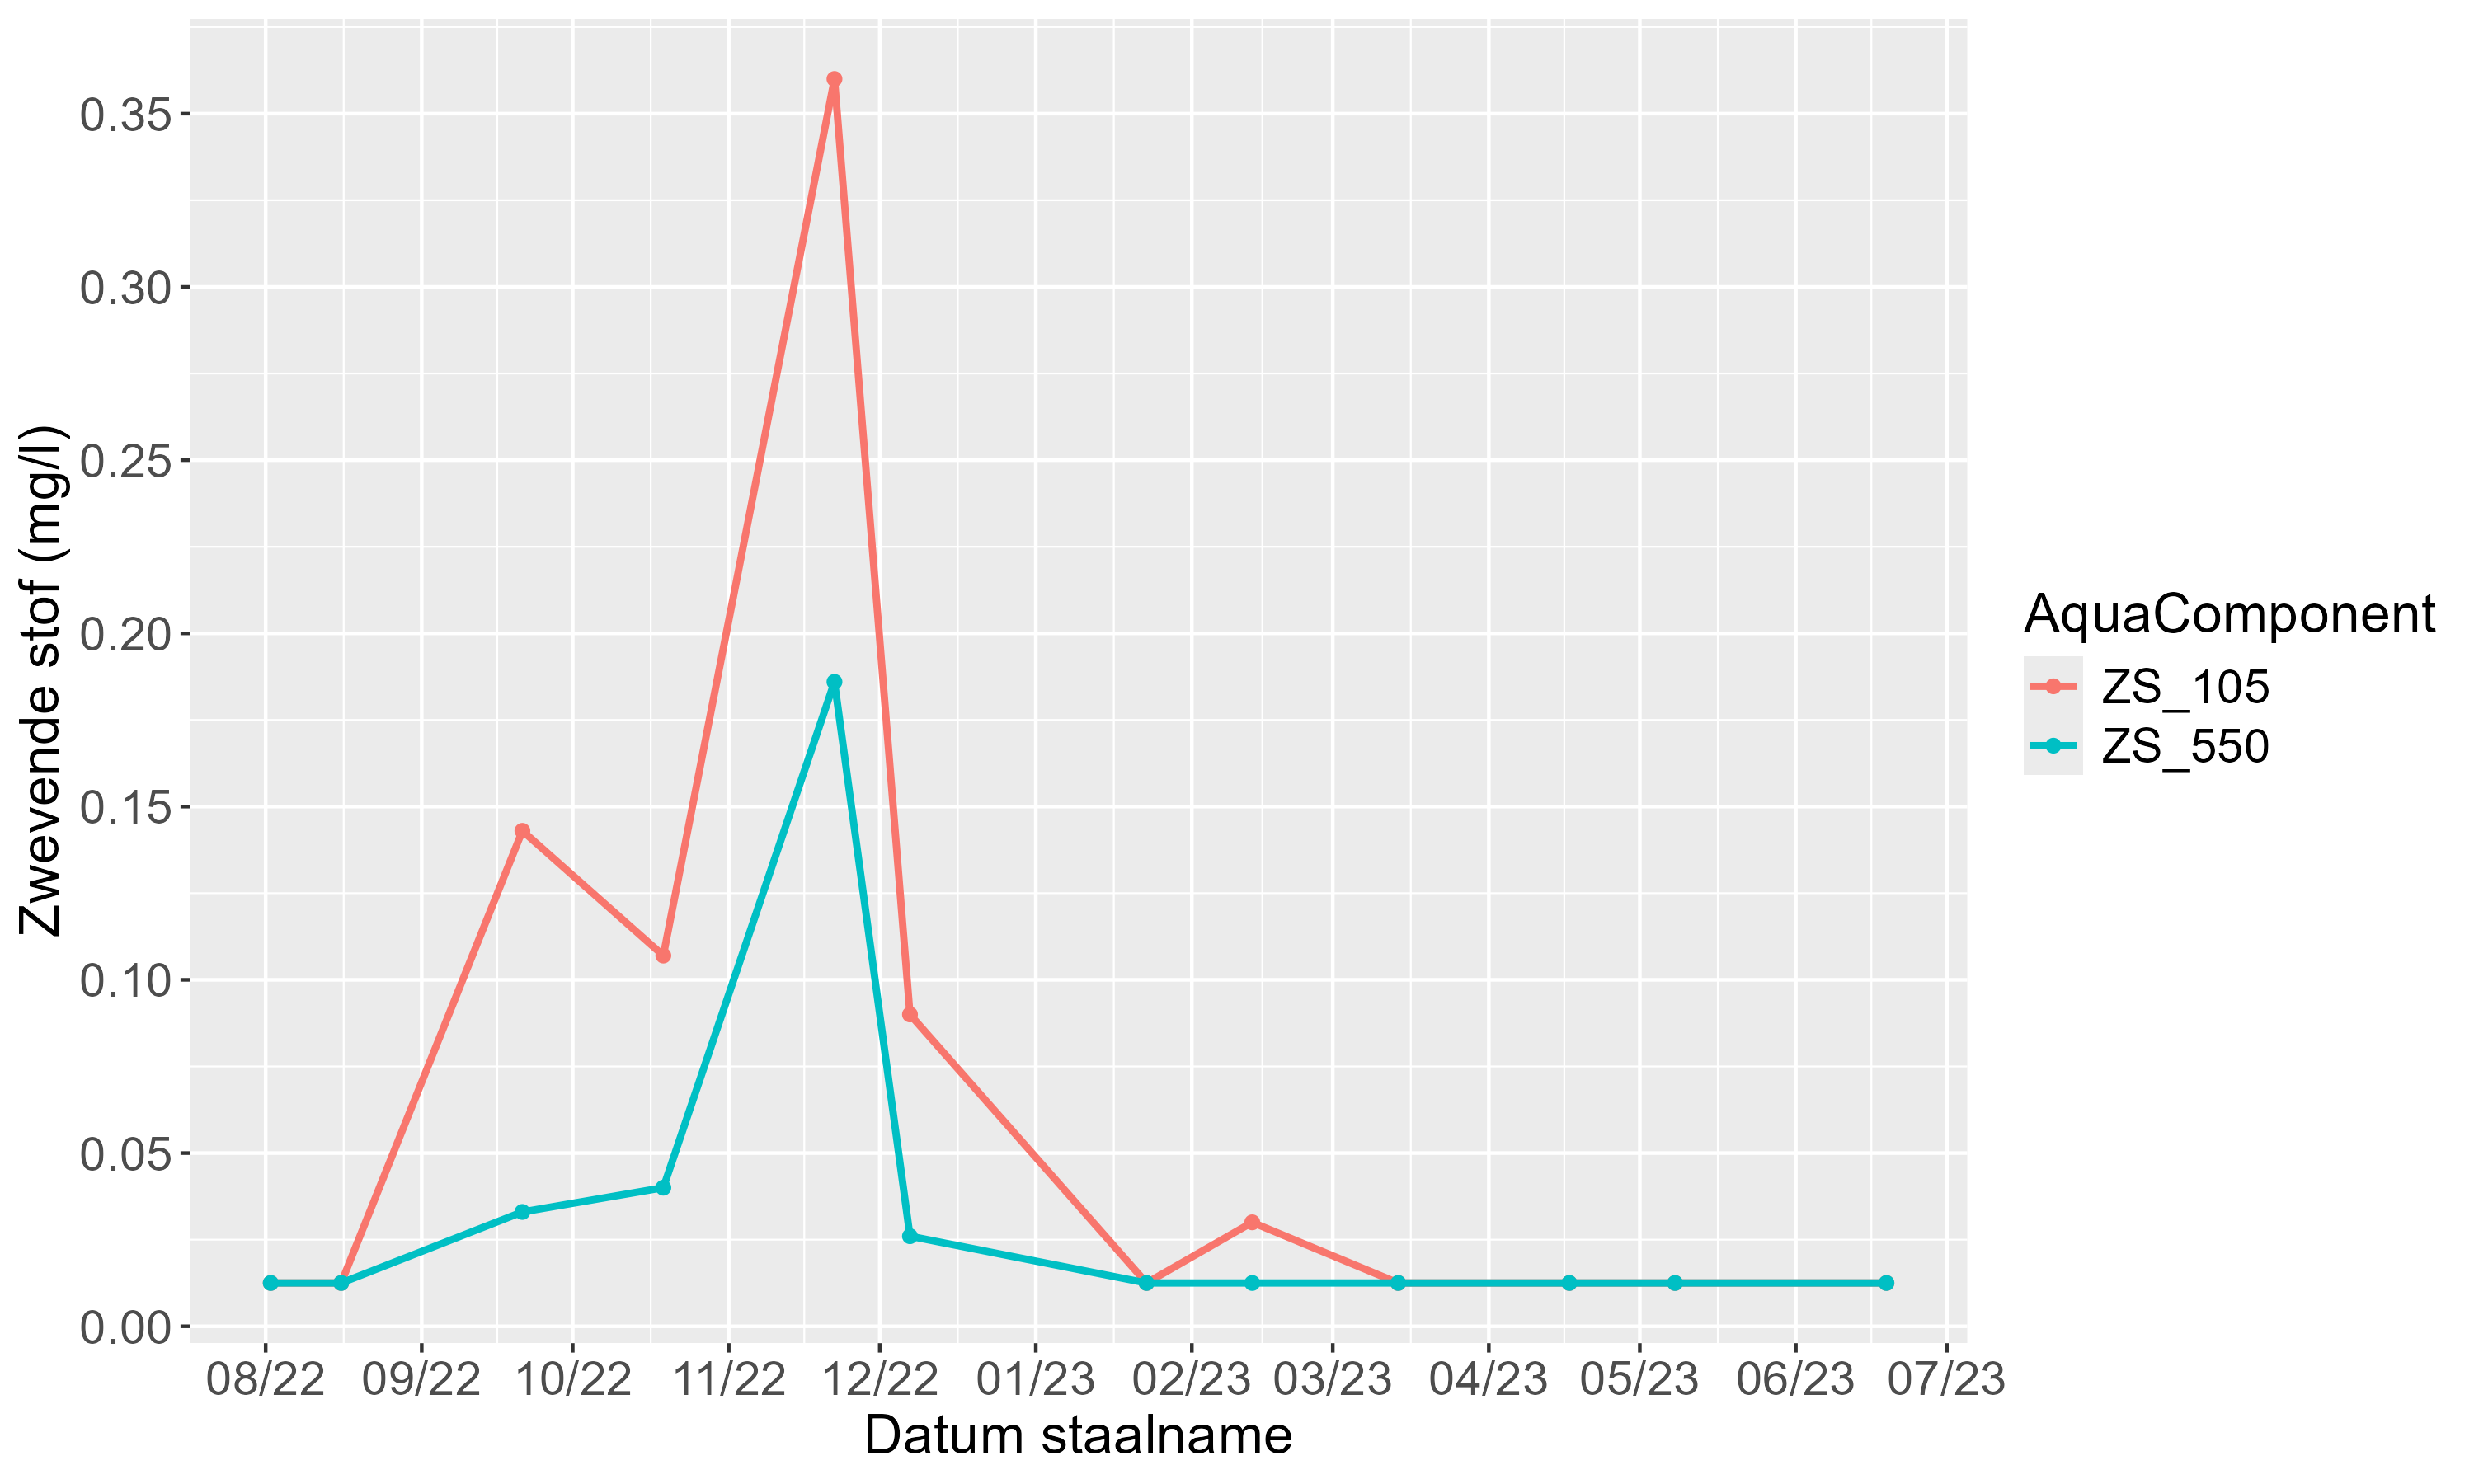 Zwevende stof (mg/l)
0.35
0.30
0.25
0.20
0.15
0.10
0.05
0.00
08/22 09/22 10/22 11/22 12/22 01/23 02/23 03/23 04/23 05/23 06/23 07/23
Datum staalname
AquaComponent
ZS_105
ZS_550